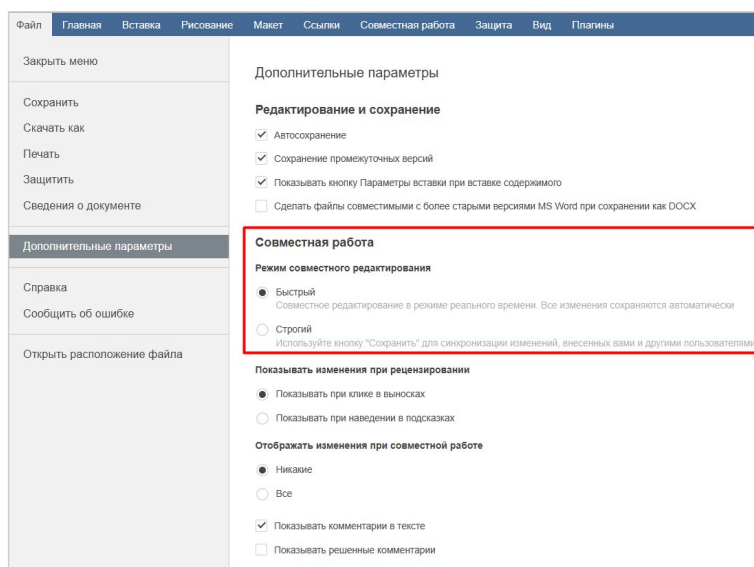 Файл Главная Вставка Рисование Макет Ссылки Совместная работа Защита Вид Плагины
Закрыть меню
Сохранить
Скачать как
Печать
Защитить
Сведения о документе
Дополнительные параметры
Справка
Сообщить об ошибке
Открыть расположение файла
Дополнительные параметры
Редактирование и сохранение
Автосохранение
Сохранение промежуточных версий
Показывать кнопку Параметры вставки при вставке содержимого
Сделать файлы совместимыми с более старыми версиями MS Word при сохранении как DOCX
Совместная работа
Режим совместного редактирования
Быстрый
Совместное редактирование в режиме реального времени. Все изменения сохраняются автоматически
Строгий
Используйте кнопку "Сохранить" для синхронизации изменений, внесенных вами и другими пользователями
Показывать изменения при рецензировании
Показывать при клике в выносках
Показывать при наведении в подсказках
Отображать изменения при совместной работе
Никакие
Все
Показывать комментарии в тексте
Показывать решенные комментарии